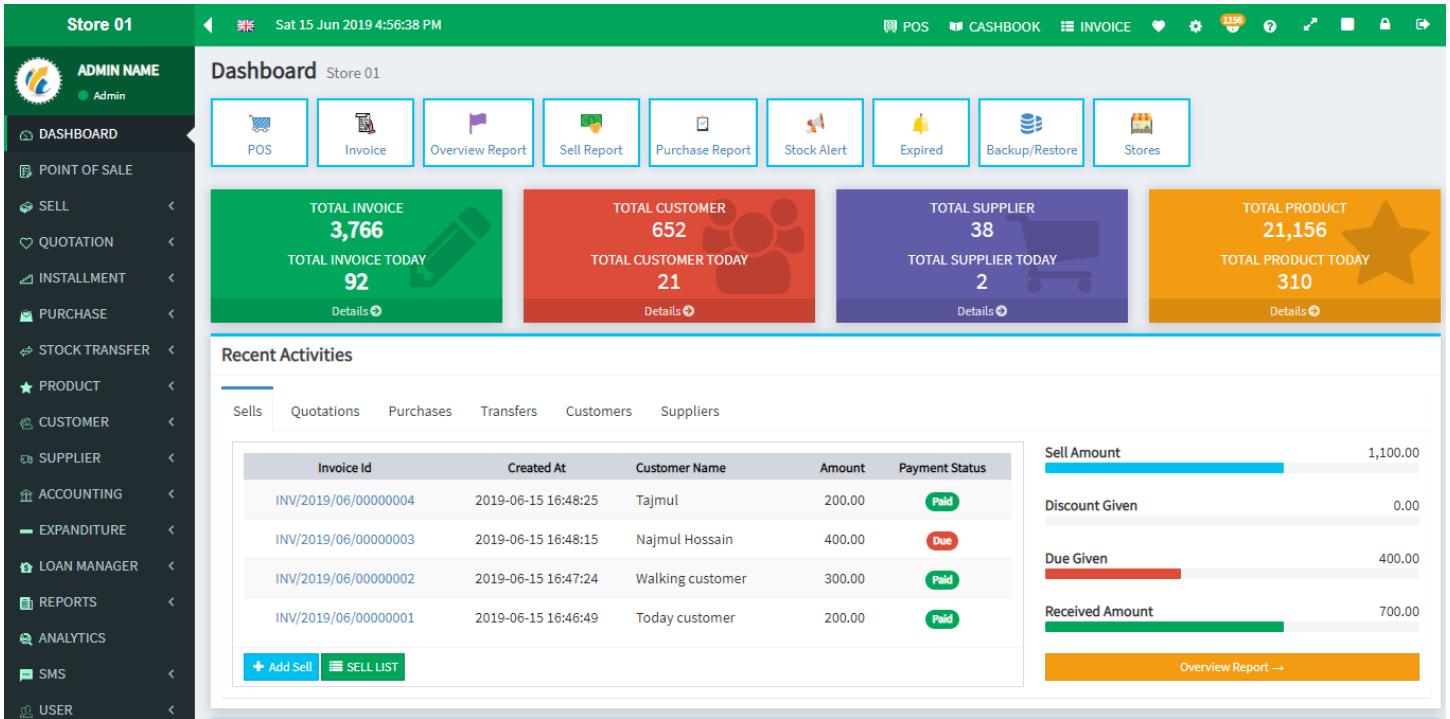 Store 01
Sat 15 Jun 2019 4:56:38 PM
POS
CASHBOOK
INVOICE
1156
ADMIN NAME
Admin
DASHBOARD
POINT OF SALE
SELL
QUOTATION
INSTALLMENT
PURCHASE
STOCK TRANSFER
PRODUCT
CUSTOMER
SUPPLIER
ACCOUNTING
EXPANDITURE
LOAN MANAGER
REPORTS
ANALYTICS
SMS
USER
Dashboard Store 01
POS
Invoice
Overview Report
Sell Report
Purchase Report
Stock Alert
Expired
Backup/Restore
Stores
TOTAL INVOICE
3,766
TOTAL INVOICE TODAY
92
Details
TOTAL CUSTOMER
652
TOTAL CUSTOMER TODAY
21
Details
TOTAL SUPPLIER
38
TOTAL SUPPLIER TODAY
2
Details
TOTAL PRODUCT
21,156
TOTAL PRODUCT TODAY
310
Details
Recent Activities
Sells Quotations Purchases Transfers Customers Suppliers
Invoice Id Created At Customer Name Amount Payment Status
INV/2019/06/00000004 2019-06-15 16:48:25 Tajmul 200.00 Paid
INV/2019/06/00000003 2019-06-15 16:48:15 Najmul Hossain 400.00 Due
INV/2019/06/00000002 2019-06-15 16:47:24 Walking customer 300.00 Paid
INV/2019/06/00000001 2019-06-15 16:46:49 Today customer 200.00 Paid
+ Add Sell
SELL LIST
Sell Amount 1,100.00
Discount Given 0.00
Due Given 400.00
Received Amount 700.00
Overview Report →